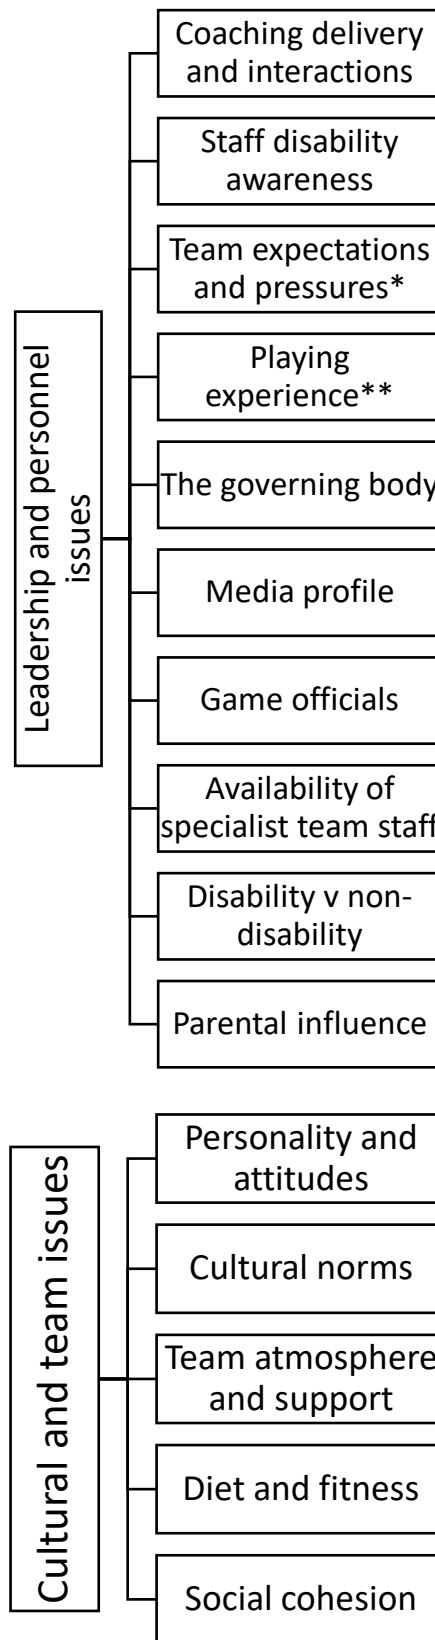 Leadership and personnel
issues
Coaching delivery
and interactions
Staff disability
awareness
Team expectations
and pressures*
Playing
experience**
The governing body
Media profile
Game officials
Availability of
specialist team staff
Disability v non-
disability
Parental influence
Cultural and team issues
Personality and
attitudes
Cultural norms
Team atmosphere
and support
Diet and fitness
Social cohesion